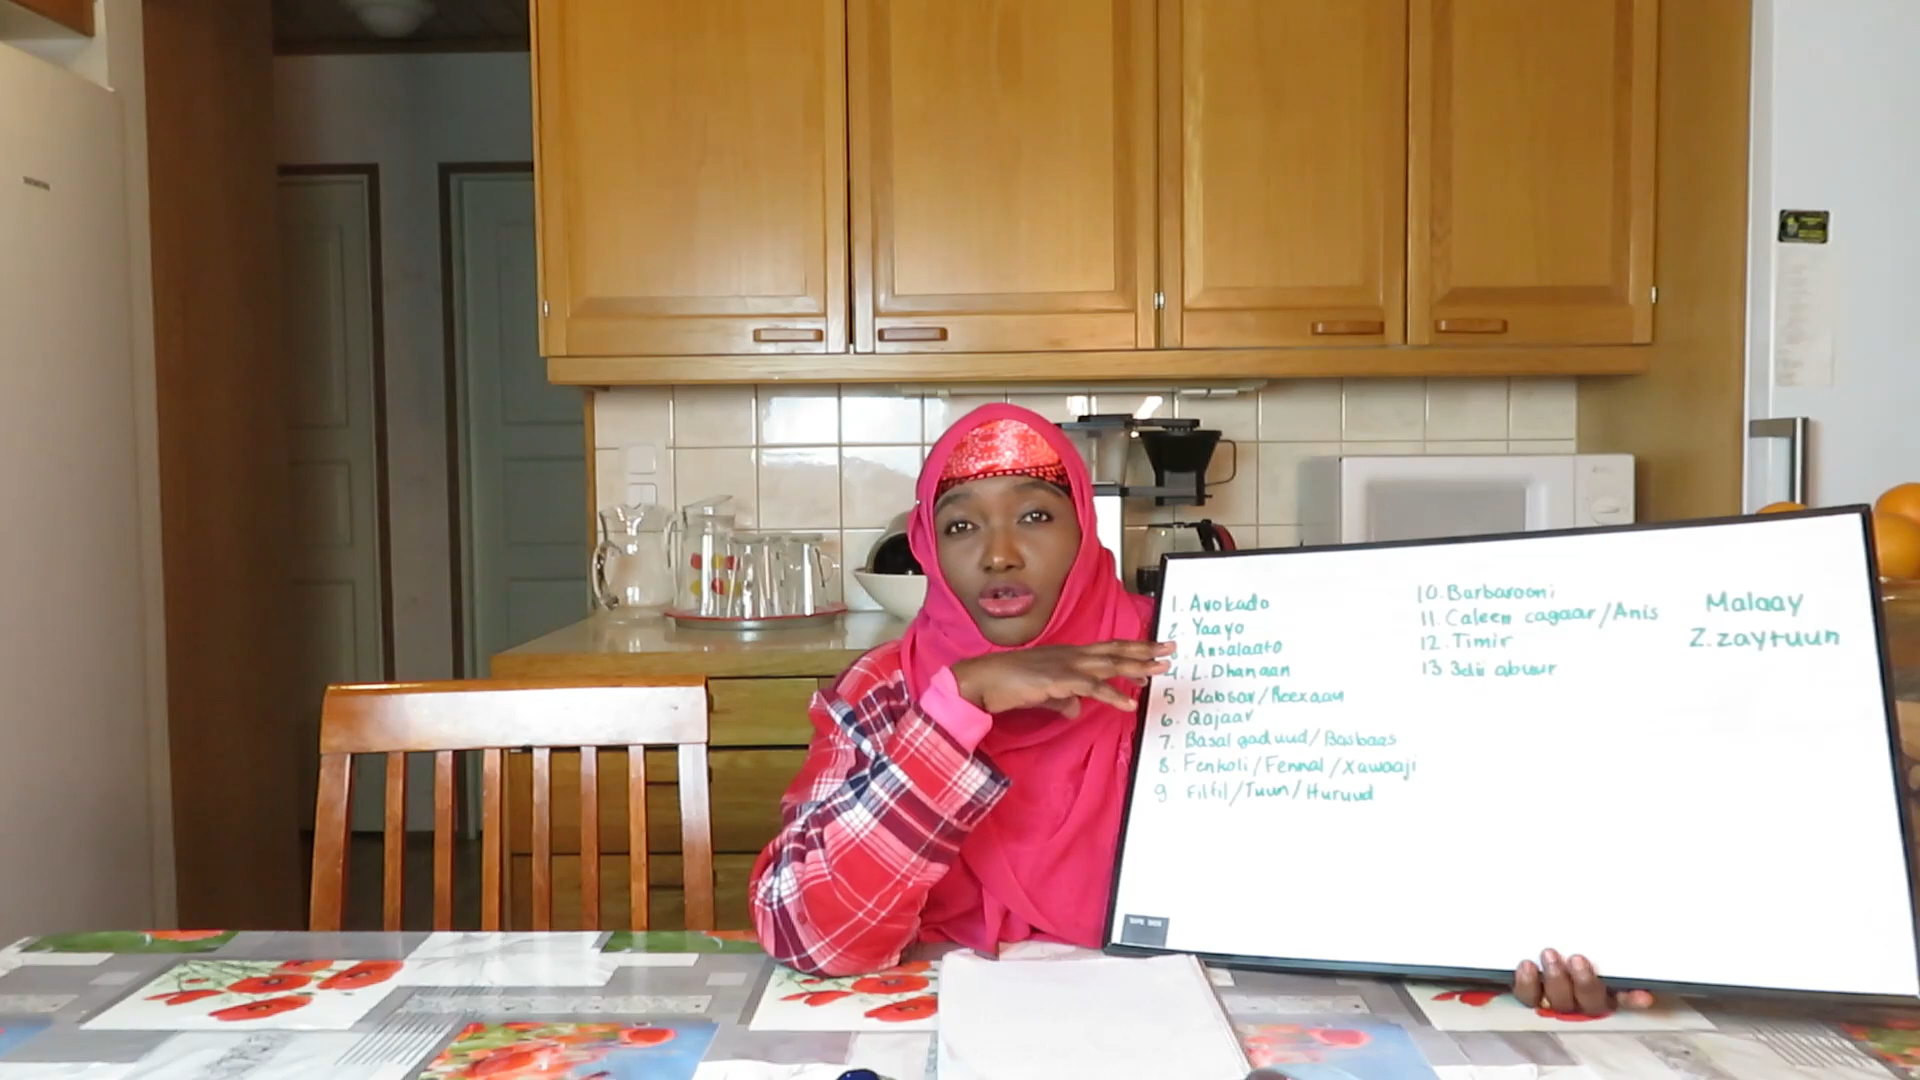 1. Avokado
2. Yaayo
3. Ansalaato
4. L. Dhanaan
5 Kabsar/Reexaan
6. Qajaar
7. Basal gaduud/Basbaas
8. Fenkoli/Fennal/Xawaaji
9 Filfil/Tuun/Huruud
10. Barbarooni
11. Caleen cagaar/Anis
12. Timir
13 3dii abuur
Malaay
Z.zaytuun